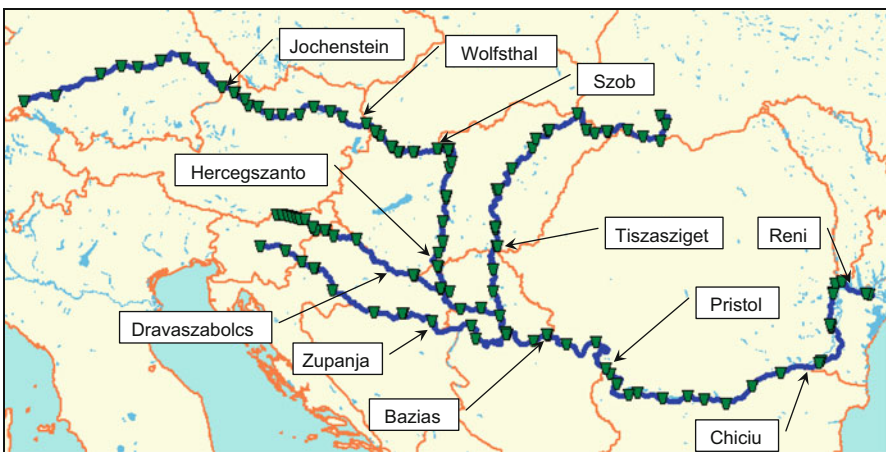 Jochenstein
Wolfsthal
Szob
Hercegszanto
Tiszasziget
Reni
Pristol
Dravaszabolcs
Zupanja
Bazias
Chiciu